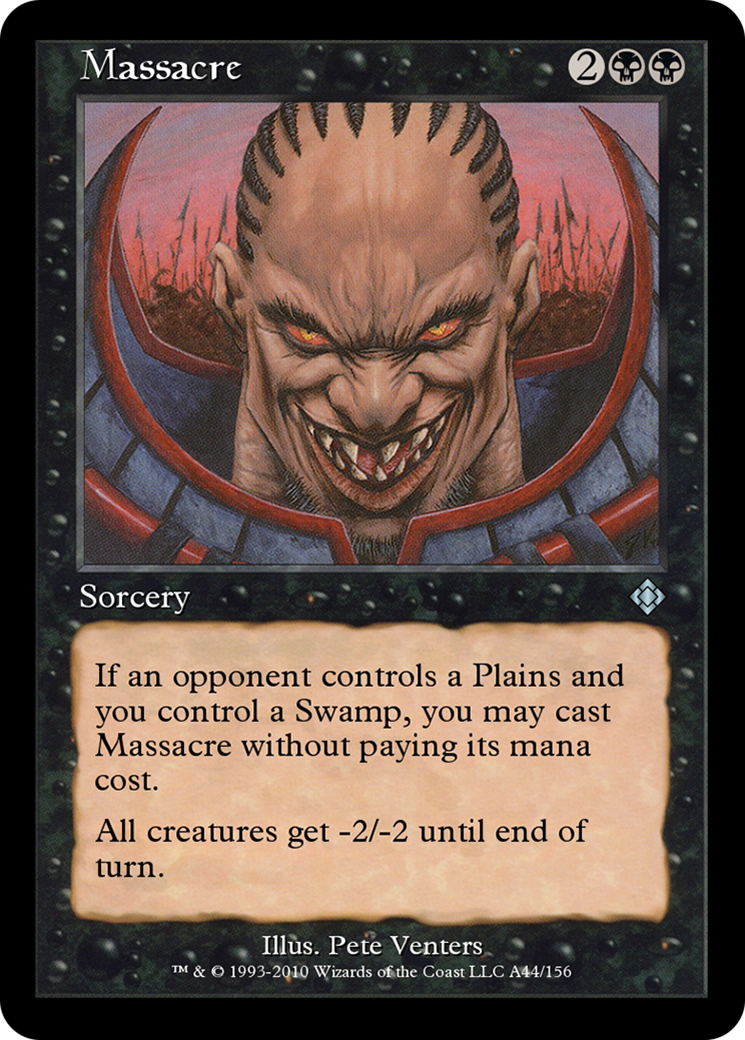 Massacre 2
Sorcery
If an opponent controls a Plains and
you control a Swamp, you may cast
Massacre without paying its mana
cost.
All creatures get -2/-2 until end of
turn.
Illus. Pete Venters
™ & © 1993-2010 Wizards of the Coast LLC A44/156